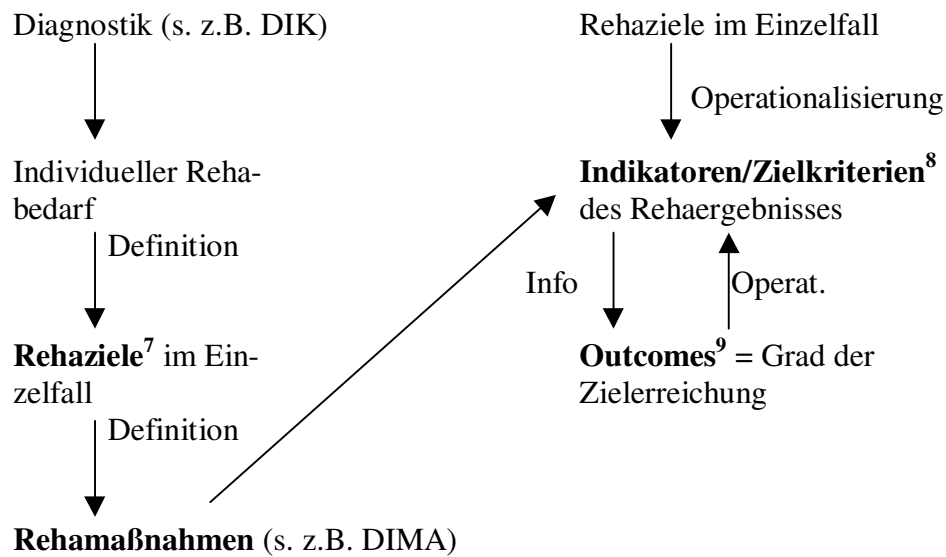 Diagnostik (s. z.B. DIK)
Individueller Reha-
bedarf
Definition
Rehaziele7 im Ein-
zelfall
Definition
Rehamaßnahmen (s. z.B. DIMA)
Rehaziele im Einzelfall
Operationalisierung
Indikatoren/Zielkriterien8
des Rehaergebnisses
Info
Operat.
Outcomes9 = Grad der
Zielerreichung